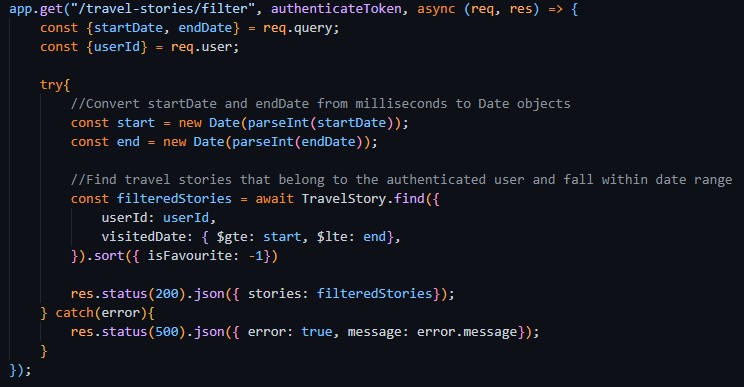 app.get("/travel-stories/filter", authenticateToken, async (req, res) => {
    const {startDate, endDate} = req.query;
    const {userId} = req.user;

    try{
        //Convert startDate and endDate from milliseconds to Date objects
        const start = new Date(parseInt(startDate));
        const end = new Date(parseInt(endDate));

        //Find travel stories that belong to the authenticated user and fall within date range
        const filteredStories = await TravelStory.find({
            userId: userId,
            visitedDate: { $gte: start, $lte: end},
        }).sort({ isFavourite: -1})

        res.status(200).json({ stories: filteredStories});
    } catch(error){
        res.status(500).json({ error: true, message: error.message});
    }
});